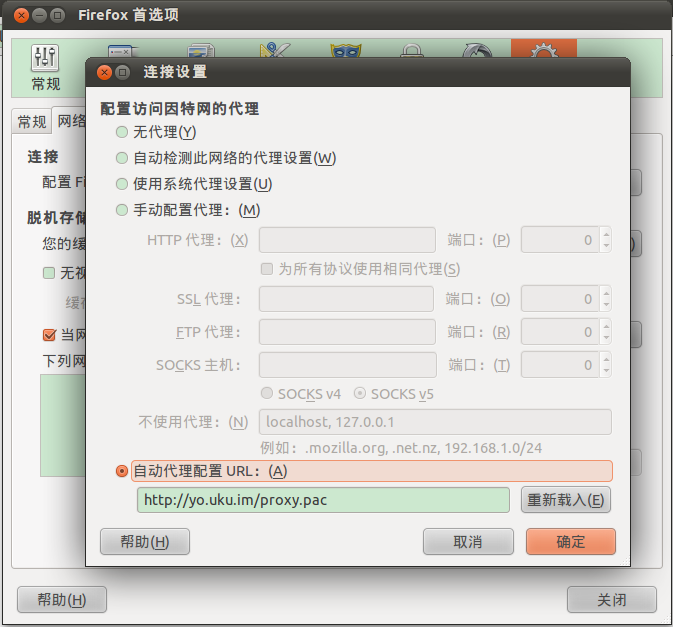 Firefox 首选项
常规
连接设置
常规 网络
连接
配置 Fi
脱机存储
您的缓
无视
缓存
当网
下列网
配置访问因特网的代理
无代理(Y)
自动检测此网络的代理设置(W)
使用系统代理设置(U)
手动配置代理：(M)
HTTP 代理：(X) 端口：(P) 0
为所有协议使用相同代理(S)
SSL 代理： 端口：(O) 0
FTP 代理： 端口：(R) 0
SOCKS 主机： 端口：(T) 0
SOCKS v4 SOCKS v5
不使用代理：(N) localhost, 127.0.0.1
例如：.mozilla.org, .net.nz, 192.168.1.0/24
自动代理配置 URL：(A)
http://yo.uku.im/proxy.pac 重新载入(E)
帮助(H) 取消 确定
帮助(H) 关闭